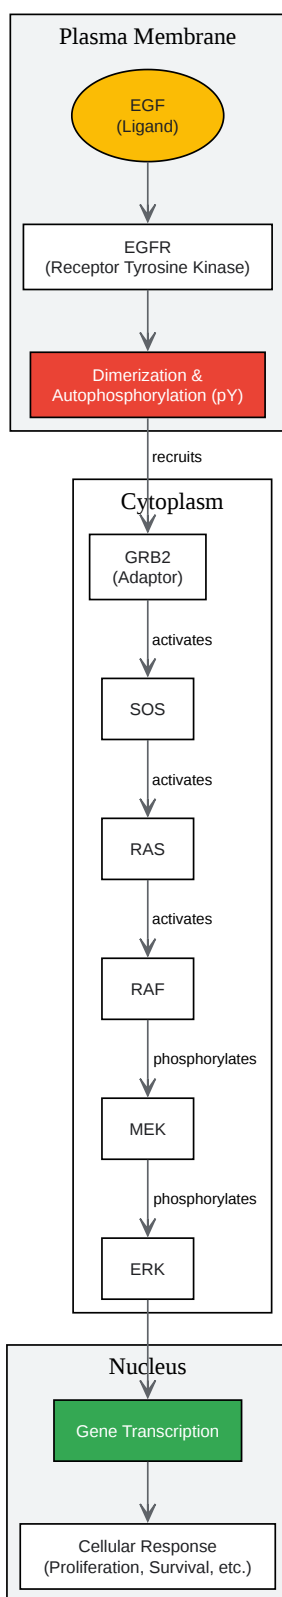 Plasma Membrane
EGF
(Ligand)
EGFR
(Receptor Tyrosine Kinase)
Dimerization &
Autophosphorylation (pY)
recruits
Cytoplasm
GRB2
(Adaptor)
activates
SOS
activates
RAS
activates
RAF
phosphorylates
MEK
phosphorylates
ERK
Nucleus
Gene Transcription
Cellular Response
(Proliferation, Survival, etc.)